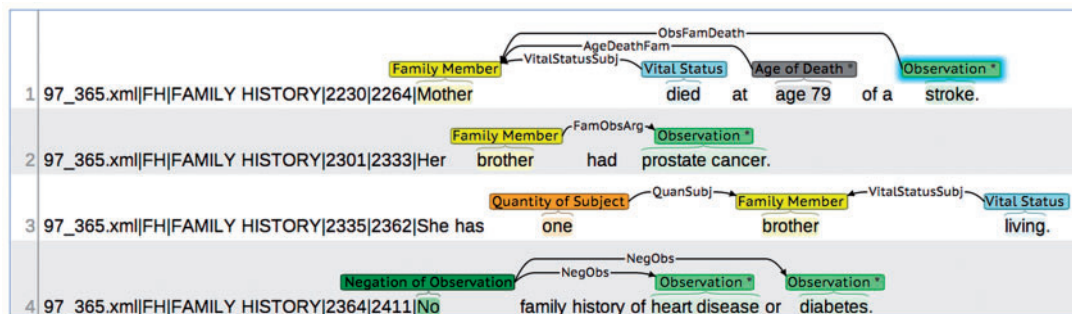 ObsFamDeath
AgeDeathFam
VitalStatusSubj
Family Member Vital Status Age of Death * Observation *
1 97_365.xml|FH|FAMILY HISTORY|2230|2264|Mother died at age 79 of a stroke.
FamObsArg
Family Member Observation *
2 97_365.xml|FH|FAMILY HISTORY|2301|2333|Her brother had prostate cancer.
QuanSubj VitalStatusSubj
Quantity of Subject Family Member Vital Status
3 97_365.xml|FH|FAMILY HISTORY|2335|2362|She has one brother living.
NegObs
NegObs
Negation of Observation Observation * Observation *
4 97_365.xml|FH|FAMILY HISTORY|2364|2411|No family history of heart disease or diabetes.